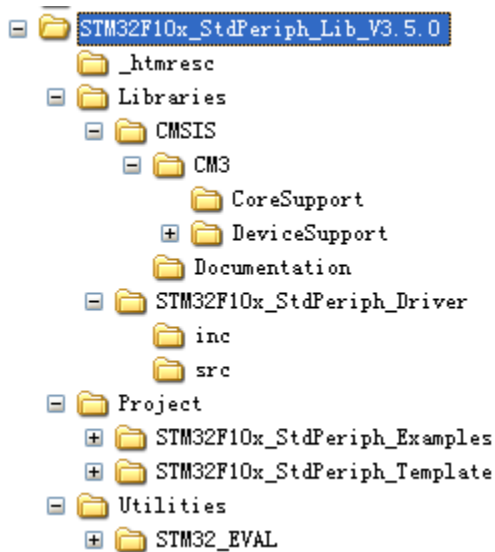 STM32F10x_StdPeriph_Lib_V3.5.0
_htmresc
Libraries
CMSIS
CM3
CoreSupport
DeviceSupport
Documentation
STM32F10x_StdPeriph_Driver
inc
src
Project
STM32F10x_StdPeriph_Examples
STM32F10x_StdPeriph_Template
Utilities
STM32_EVAL